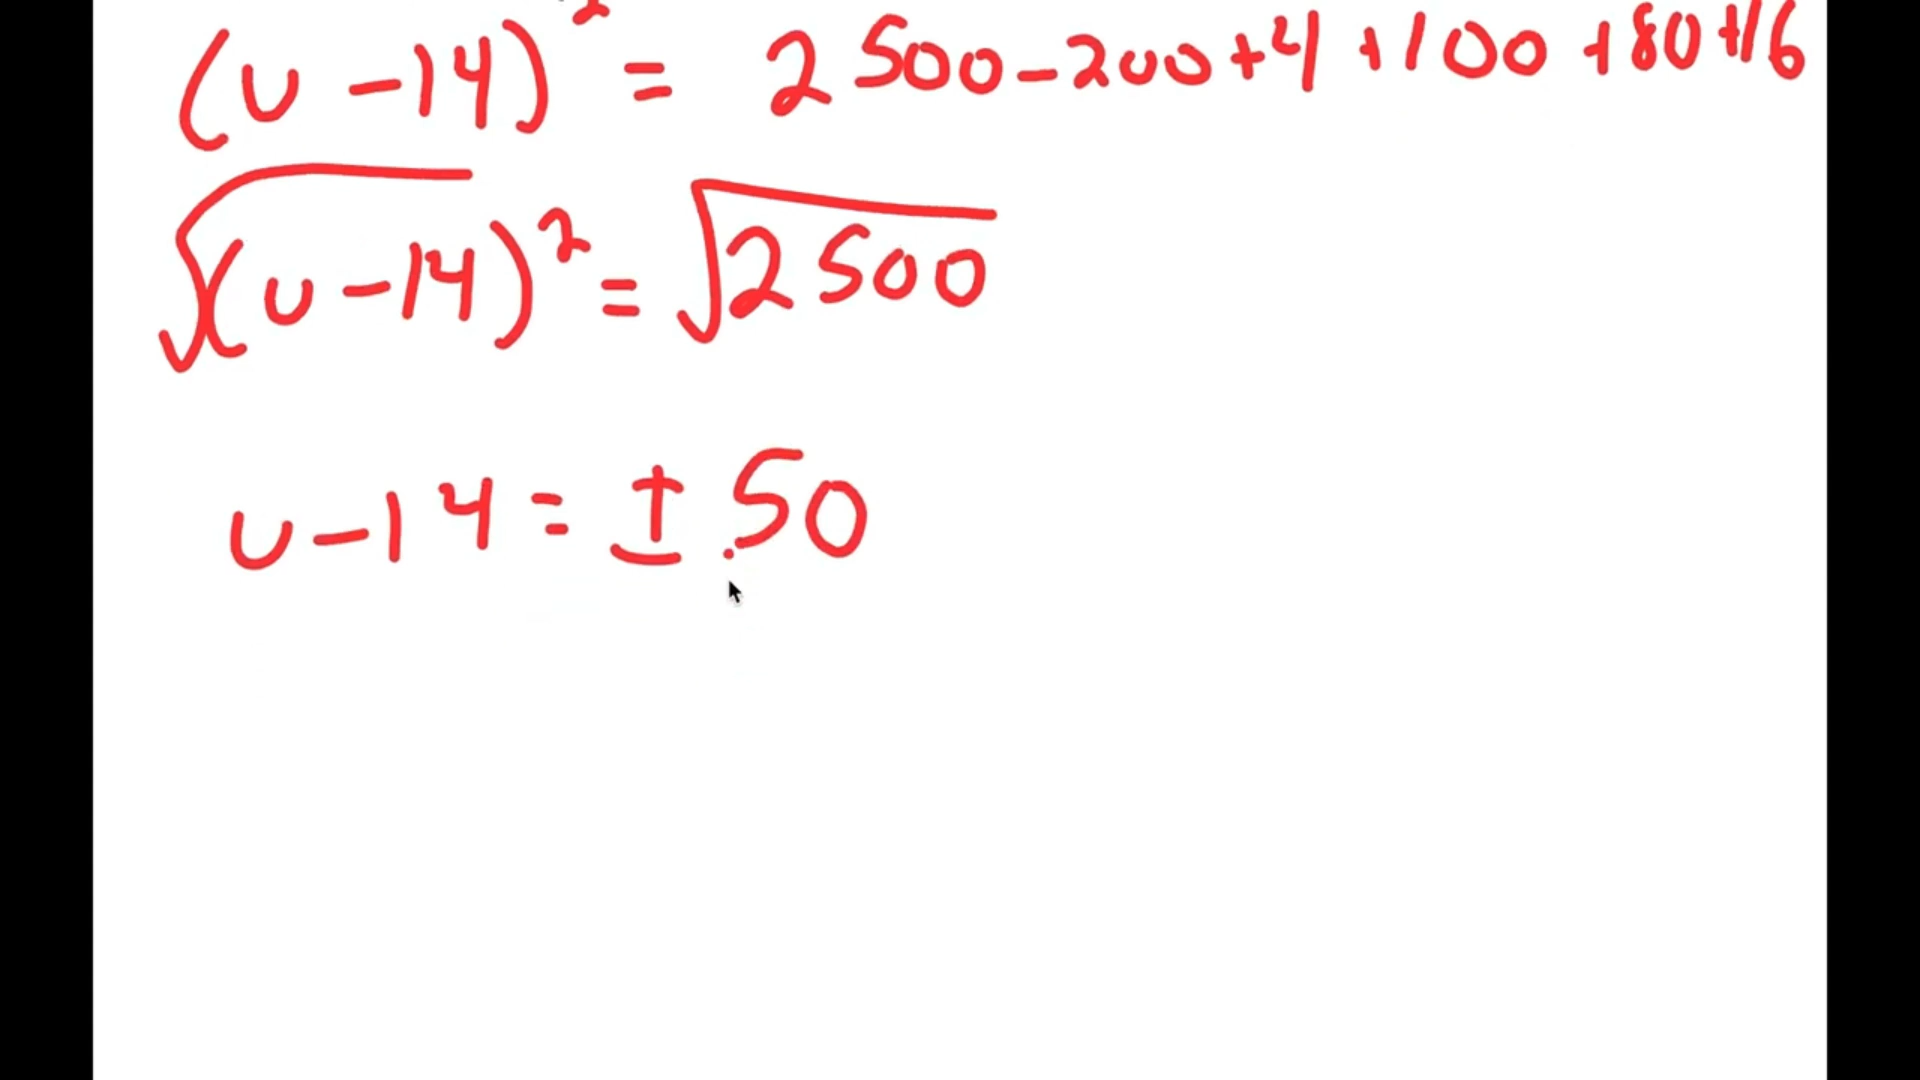 (u - 14)² = 2500 - 200 + 4 + 100 + 80 + 16
√(u - 14)² = √2500
u - 14 = ± 50